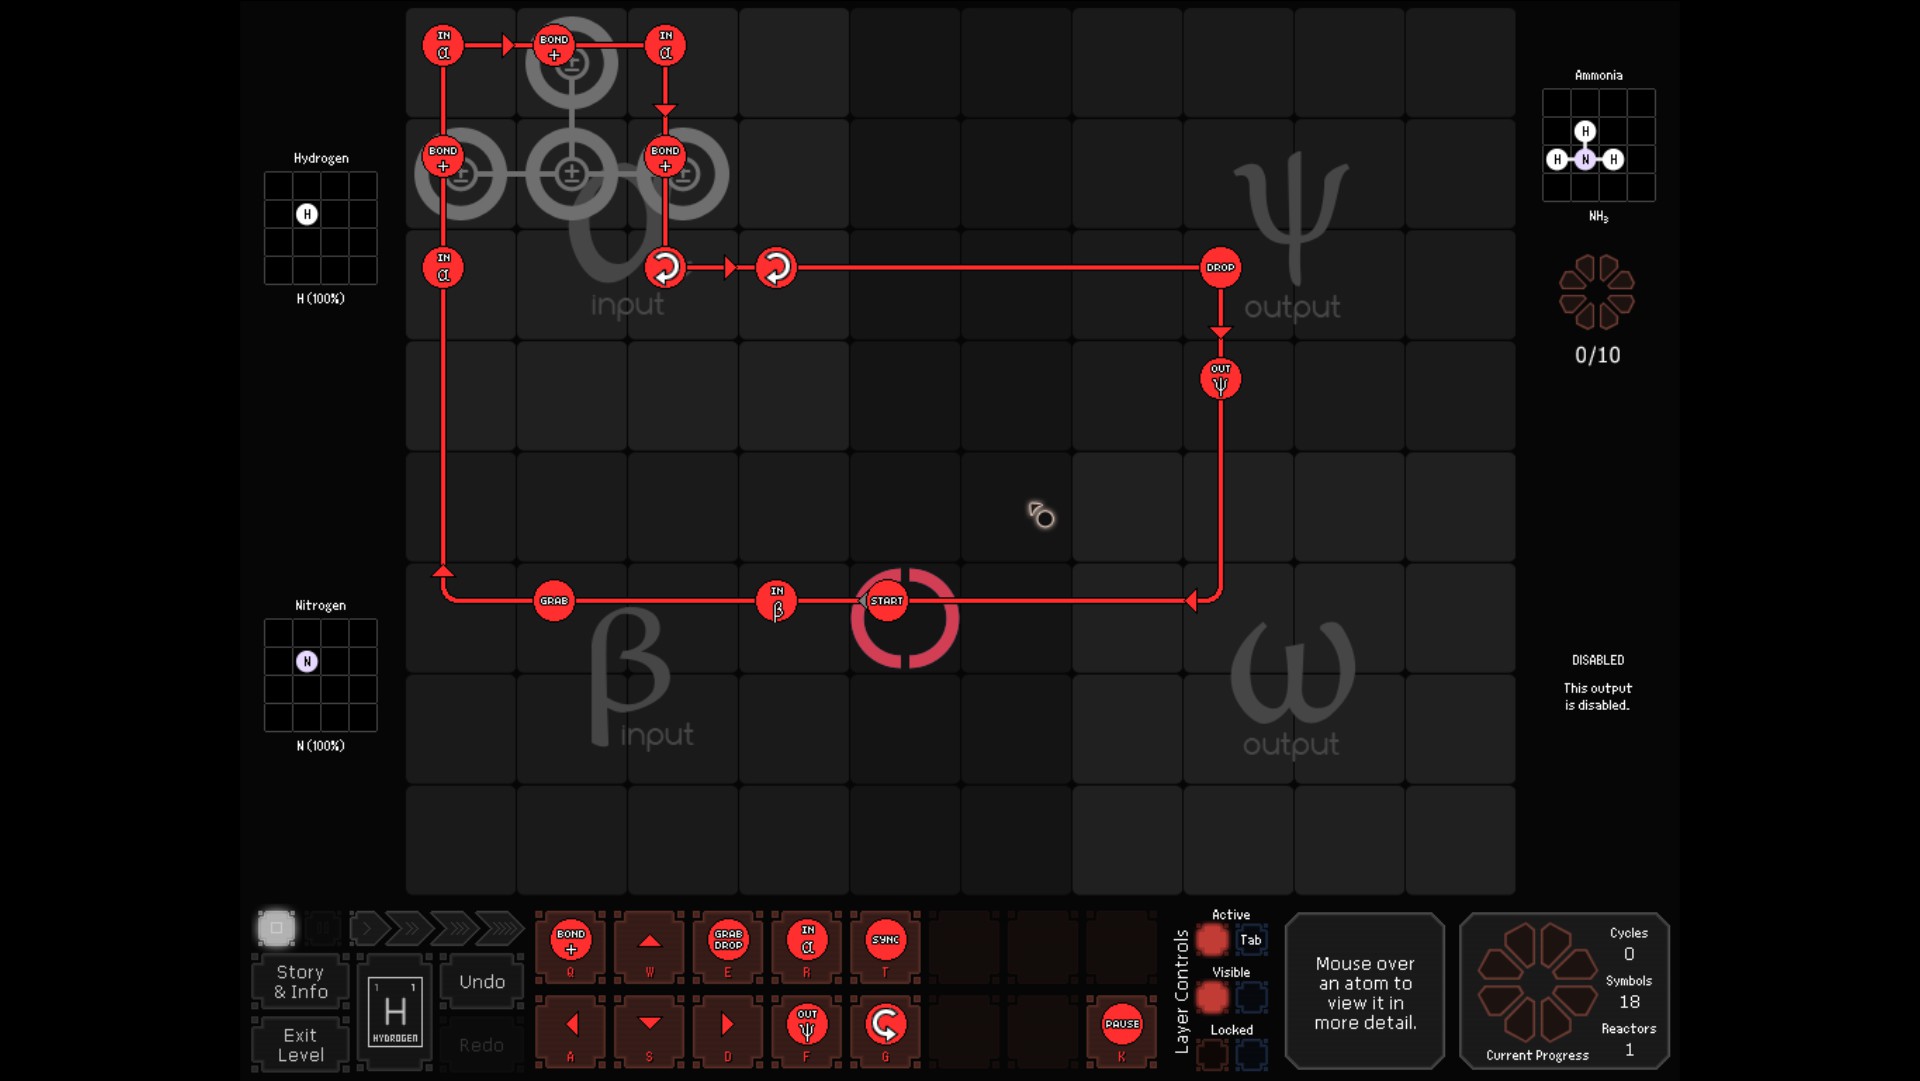 IN
α
BOND
+
IN
α
Ammonia
H
H N H
NH₃
BOND
+
BOND
+
Hydrogen
H
H (100%)
IN
α
υ
input
DROP
ψ
output
0/10
OUT
ψ
GRAB
IN
β
START
Nitrogen
N
N (100%)
β
input
ω
output
DISABLED
This output
is disabled.
BOND
+
Q
W
GRAB
DROP
E
IN
α
R
SYNC
T
Story
& Info
1 1
H
HYDROGEN
Undo
Exit
Level
Redo
A
S
D
OUT
ψ
F
G
PAUSE
K
Layer Controls
Active
Tab
Visible
Locked
Mouse over
an atom to
view it in
more detail.
Cycles
0
Symbols
18
Reactors
1
Current Progress